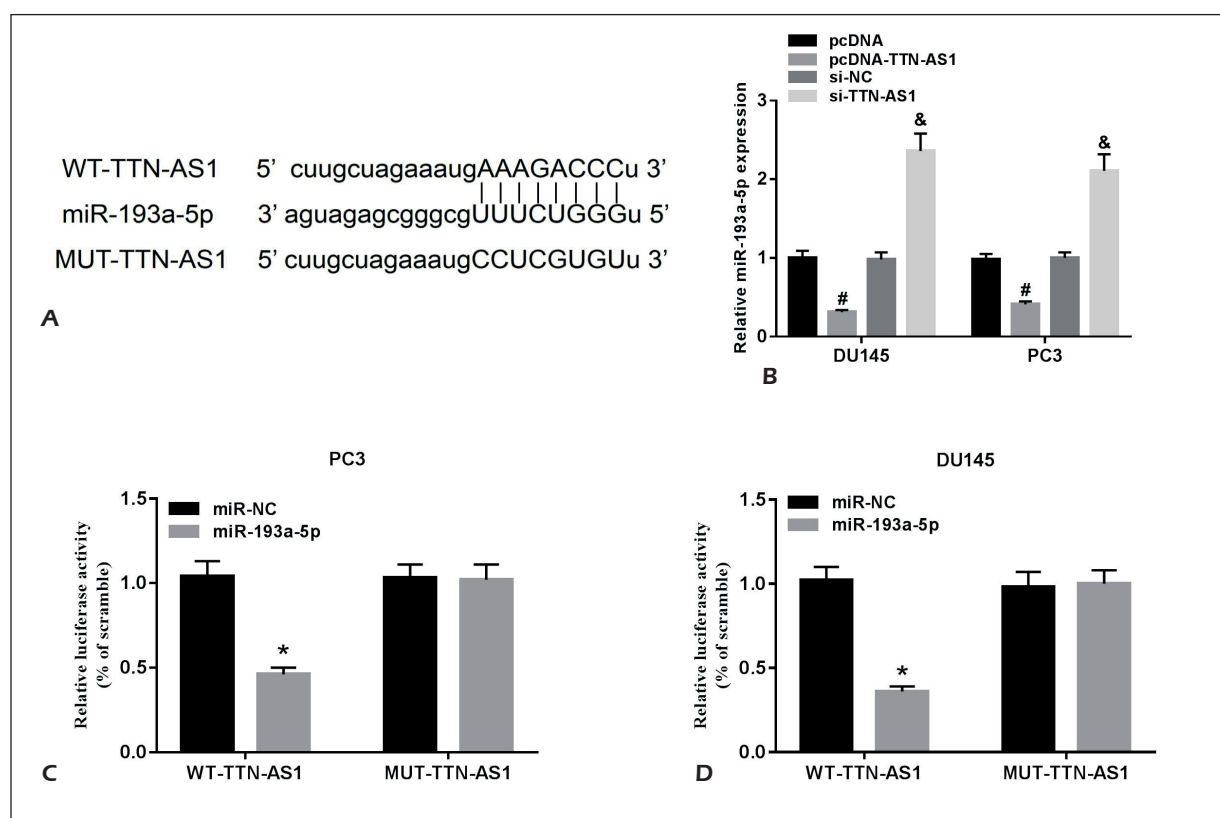 WT-TTN-AS1 5’ cuugcuagaaaugAAAGACCCu 3’
miR-193a-5p 3’ aguagagcgggcgUUUCUGGGu 5’
MUT-TTN-AS1 5’ cuugcuagaaaugCCUCGUGUu 3’
A
pcDNA
pcDNA-TTN-AS1
si-NC
si-TTN-AS1
Relative miR-193a-5p expression
3
2
1
0
#
&
#
&
DU145 PC3
B
PC3
miR-NC
miR-193a-5p
Relative luciferase activity
(% of scramble)
1.5
1.0
0.5
0.0
*
WT-TTN-AS1 MUT-TTN-AS1
C
DU145
miR-NC
miR-193a-5p
Relative luciferase activity
(% of scramble)
1.5
1.0
0.5
0.0
*
WT-TTN-AS1 MUT-TTN-AS1
D